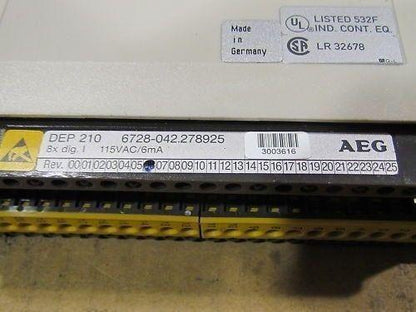 LISTED 532F
IND. CONT. EQ.
UL
Made
in
Germany
SA
LR 32678
DEP 210 6728-042.278925
8x dig. I 115VAC/6mA
3003616
AEG
Rev. 00 01 02 03 04 05 07 08 09 10 11 12 13 14 15 16 17 18 19 20 21 22 23 24 25